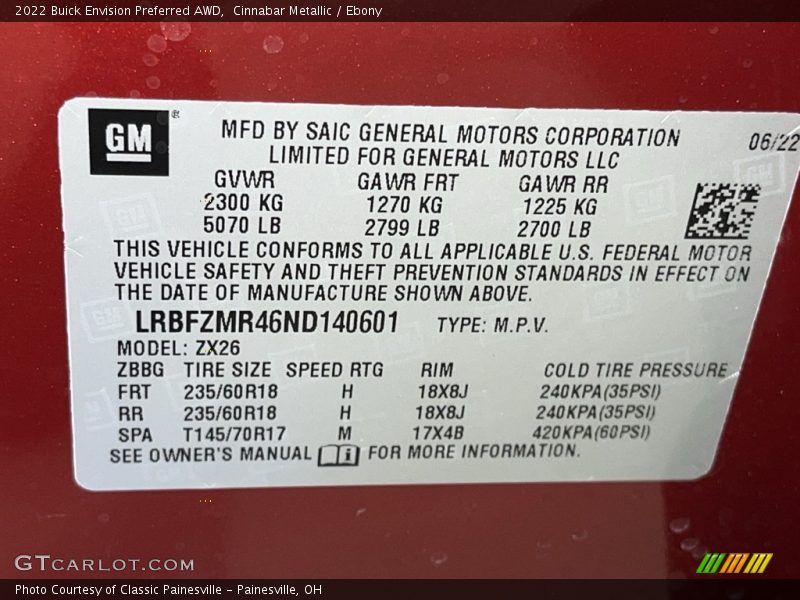 2022 Buick Envision Preferred AWD,  Cinnabar Metallic / Ebony
GM ®
MFD BY SAIC GENERAL MOTORS CORPORATION 06/22
LIMITED FOR GENERAL MOTORS LLC
GVWR GAWR FRT GAWR RR
2300 KG 1270 KG 1225 KG
5070 LB 2799 LB 2700 LB
THIS VEHICLE CONFORMS TO ALL APPLICABLE U.S. FEDERAL MOTOR
VEHICLE SAFETY AND THEFT PREVENTION STANDARDS IN EFFECT ON
THE DATE OF MANUFACTURE SHOWN ABOVE.
LRBFZMR46ND140601 TYPE: M.P.V.
MODEL: ZX26
ZBBG TIRE SIZE SPEED RTG RIM COLD TIRE PRESSURE
FRT 235/60R18 H 18X8J 240KPA(35PSI)
RR 235/60R18 H 18X8J 240KPA(35PSI)
SPA T145/70R17 M 17X4B 420KPA(60PSI)
SEE OWNER'S MANUAL i FOR MORE INFORMATION.
GTCARLOT.COM
Photo Courtesy of Classic Painesville - Painesville, OH